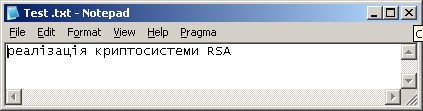 Test .txt - Notepad
File Edit Format View Help Pragma
реалізація криптосистеми RSA